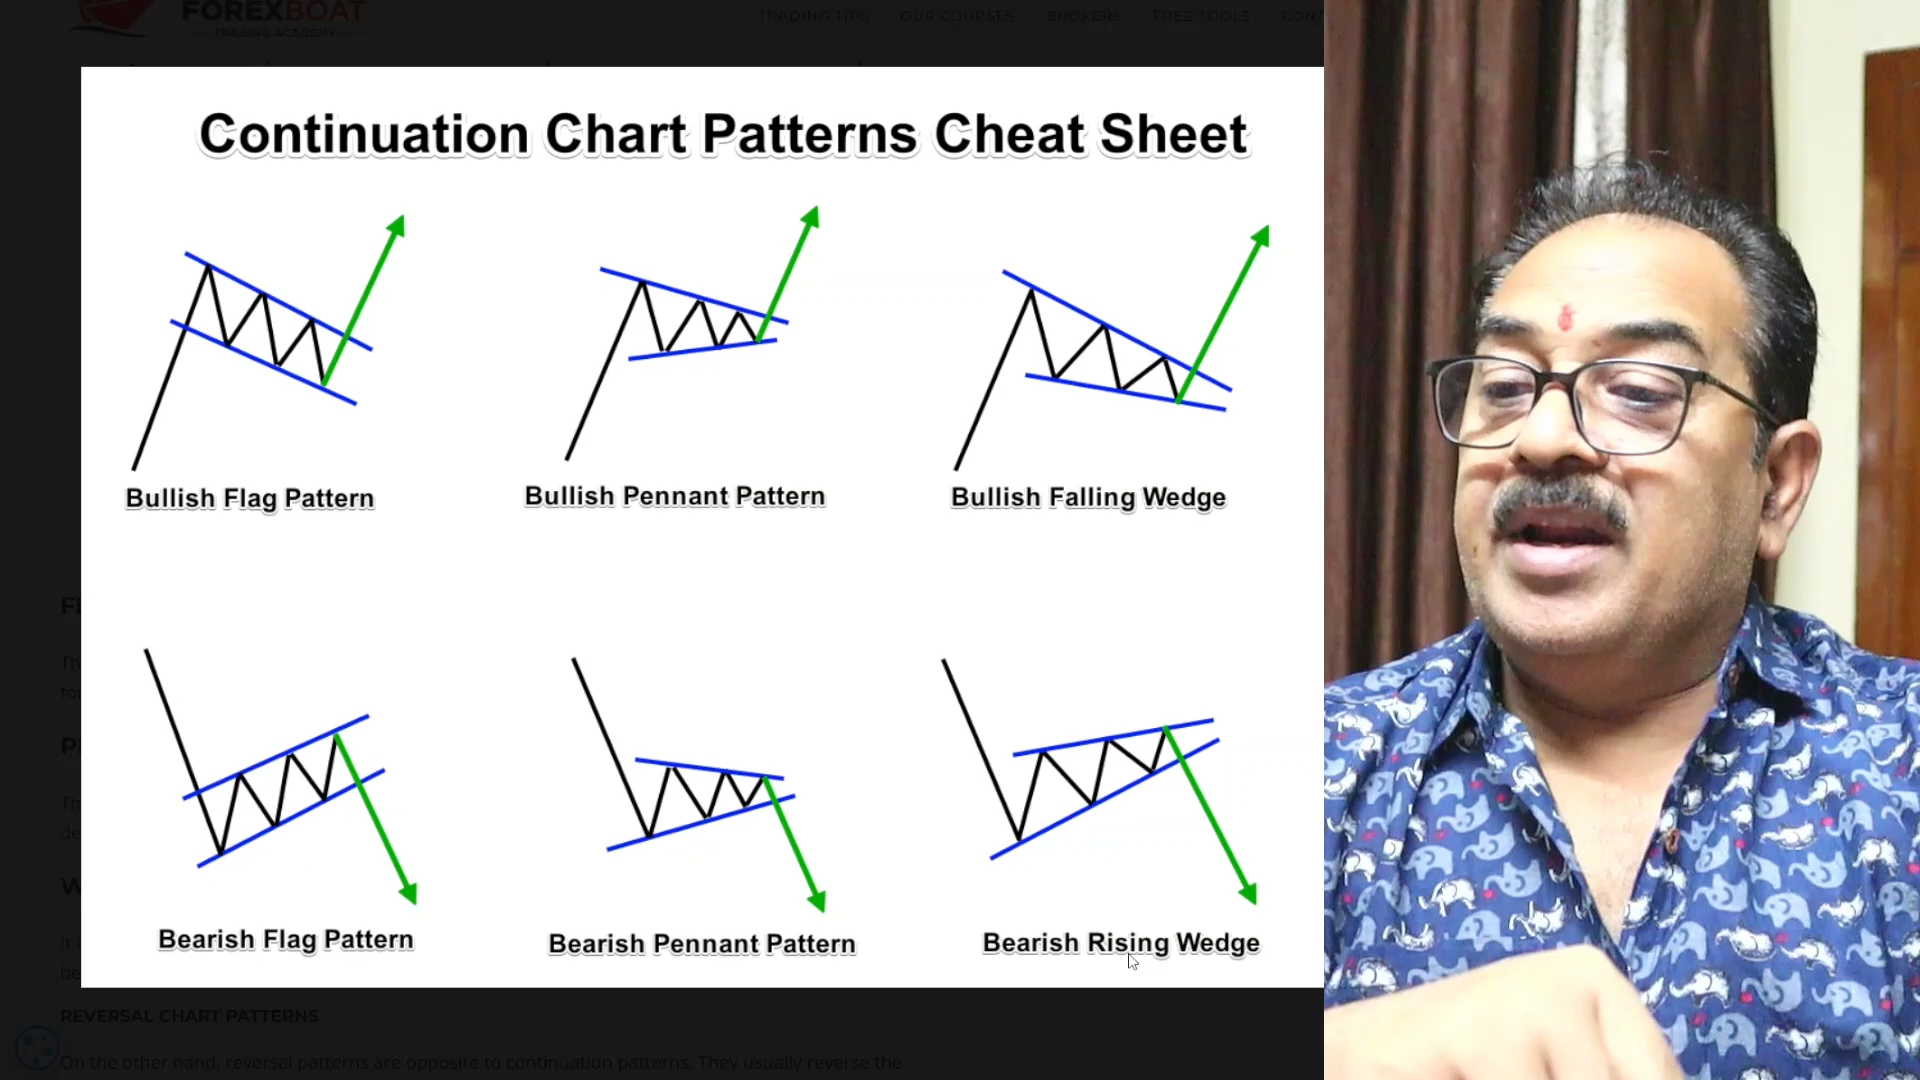 FOREXBOAT
TRADING ACADEMY
TRADING TIPS OUR COURSES BROKERS FREE TOOLS
Continuation Chart Patterns Cheat Sheet
Bullish Flag Pattern
Bullish Pennant Pattern
Bullish Falling Wedge
Bearish Flag Pattern
Bearish Pennant Pattern
Bearish Rising Wedge
REVERSAL CHART PATTERNS
On the other hand, reversal patterns are opposite to continuation patterns. They usually reverse the